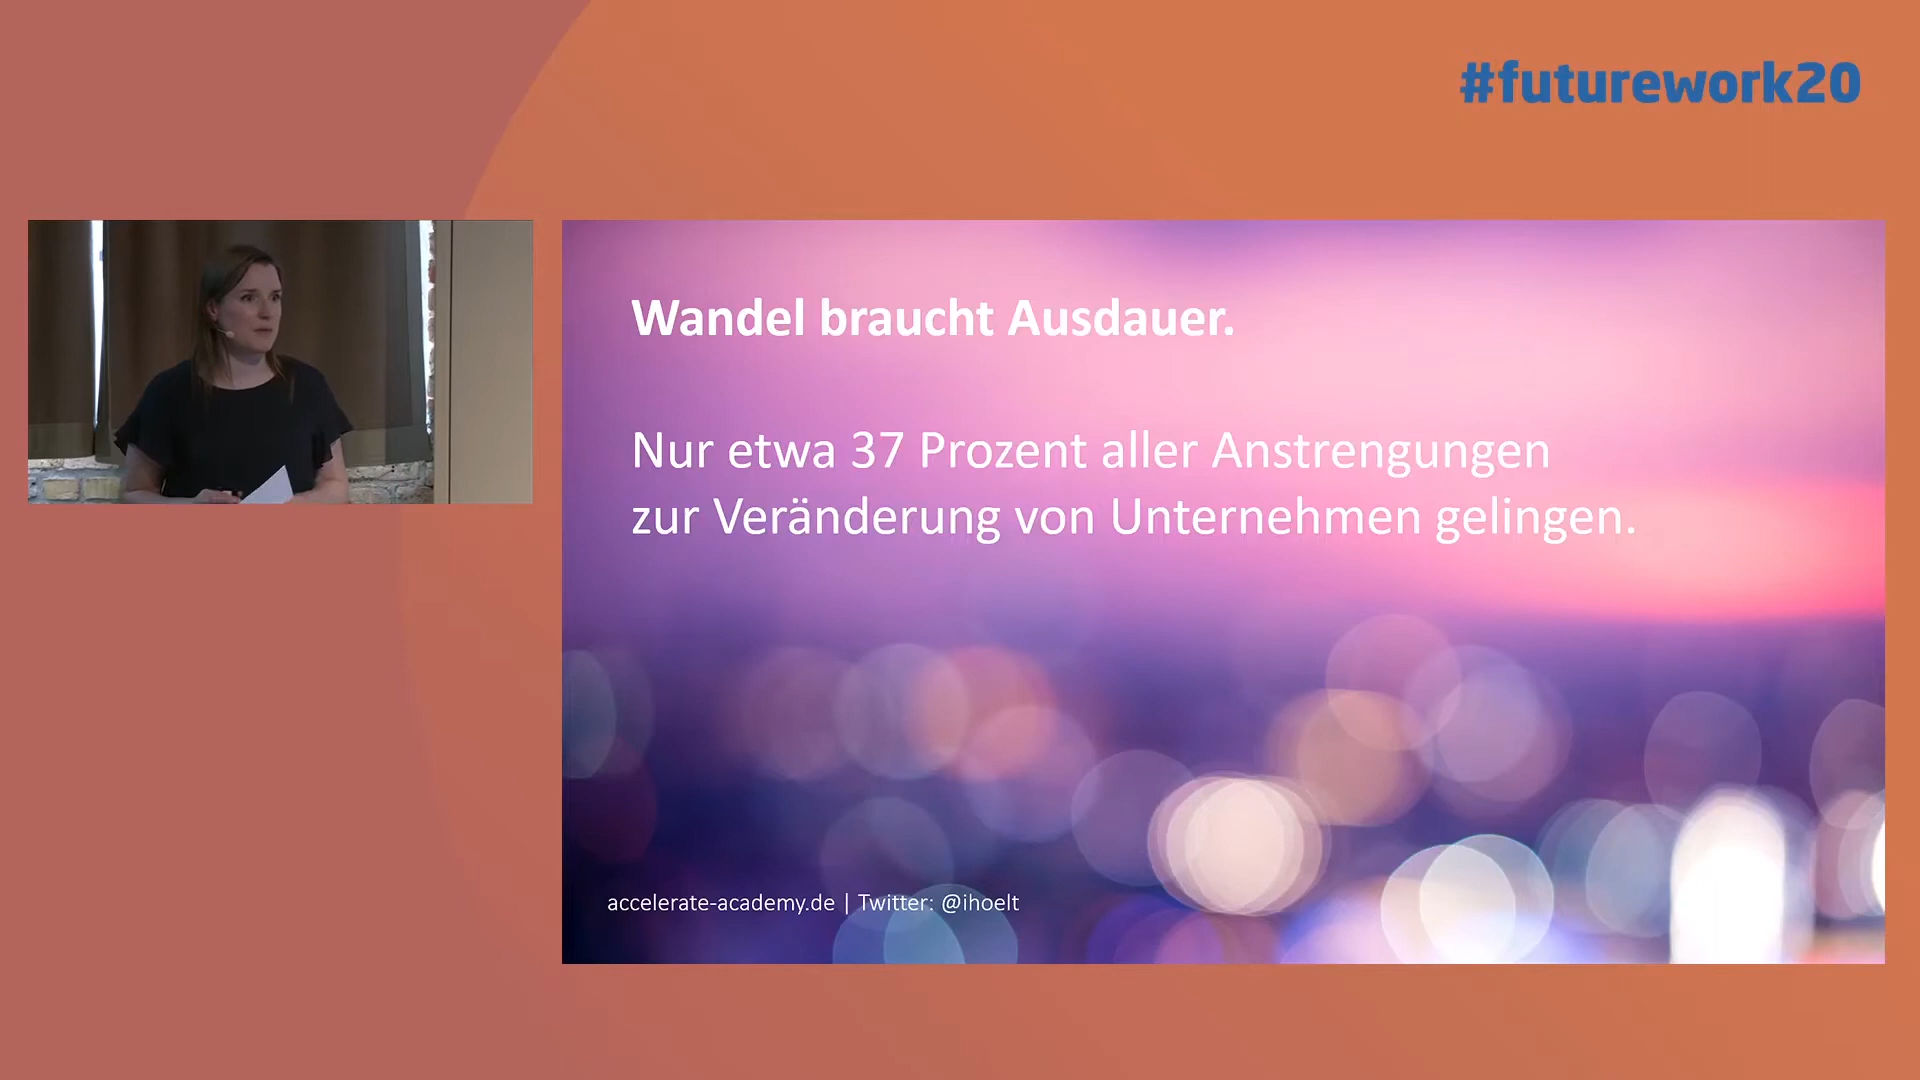 #futurework20
Wandel braucht Ausdauer.
Nur etwa 37 Prozent aller Anstrengungen
zur Veränderung von Unternehmen gelingen.
accelerate-academy.de | Twitter: @ihoelt